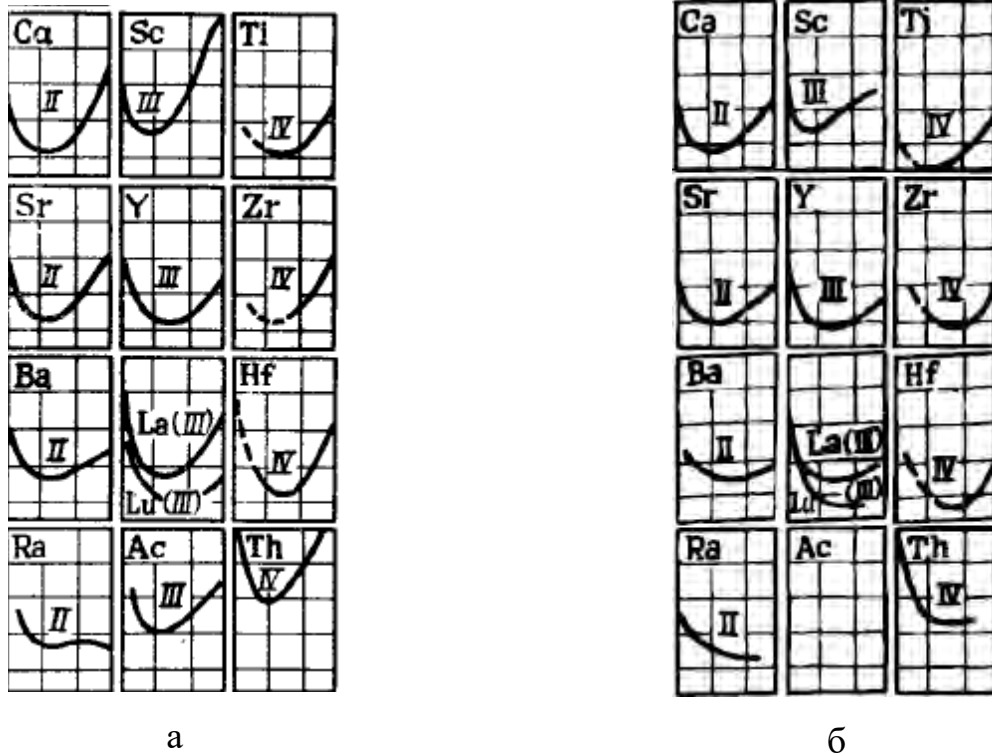 Ca Sc Ti
II III IV
Sr Y Zr
II III IV
Ba Hf
II La(III) IV
Lu(III)
Ra Ac Th
II III IV
а
Ca Sc Ti
II III IV
Sr Y Zr
II III IV
Ba Hf
II La(III) IV
Lu(III)
Ra Ac Th
II IV
б